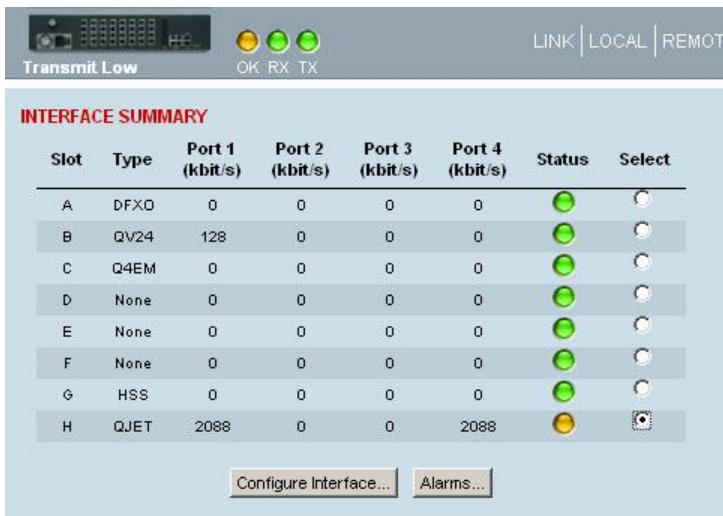 LINK LOCAL REMOT
Transmit Low OK RX TX
INTERFACE SUMMARY
Slot Type Port 1 (kbit/s) Port 2 (kbit/s) Port 3 (kbit/s) Port 4 (kbit/s) Status Select
A DFXO 0 0 0 0
B QV24 128 0 0 0
C Q4EM 0 0 0 0
D None 0 0 0 0
E None 0 0 0 0
F None 0 0 0 0
G HSS 0 0 0 0
H QJET 2088 0 0 2088
Configure Interface... Alarms...